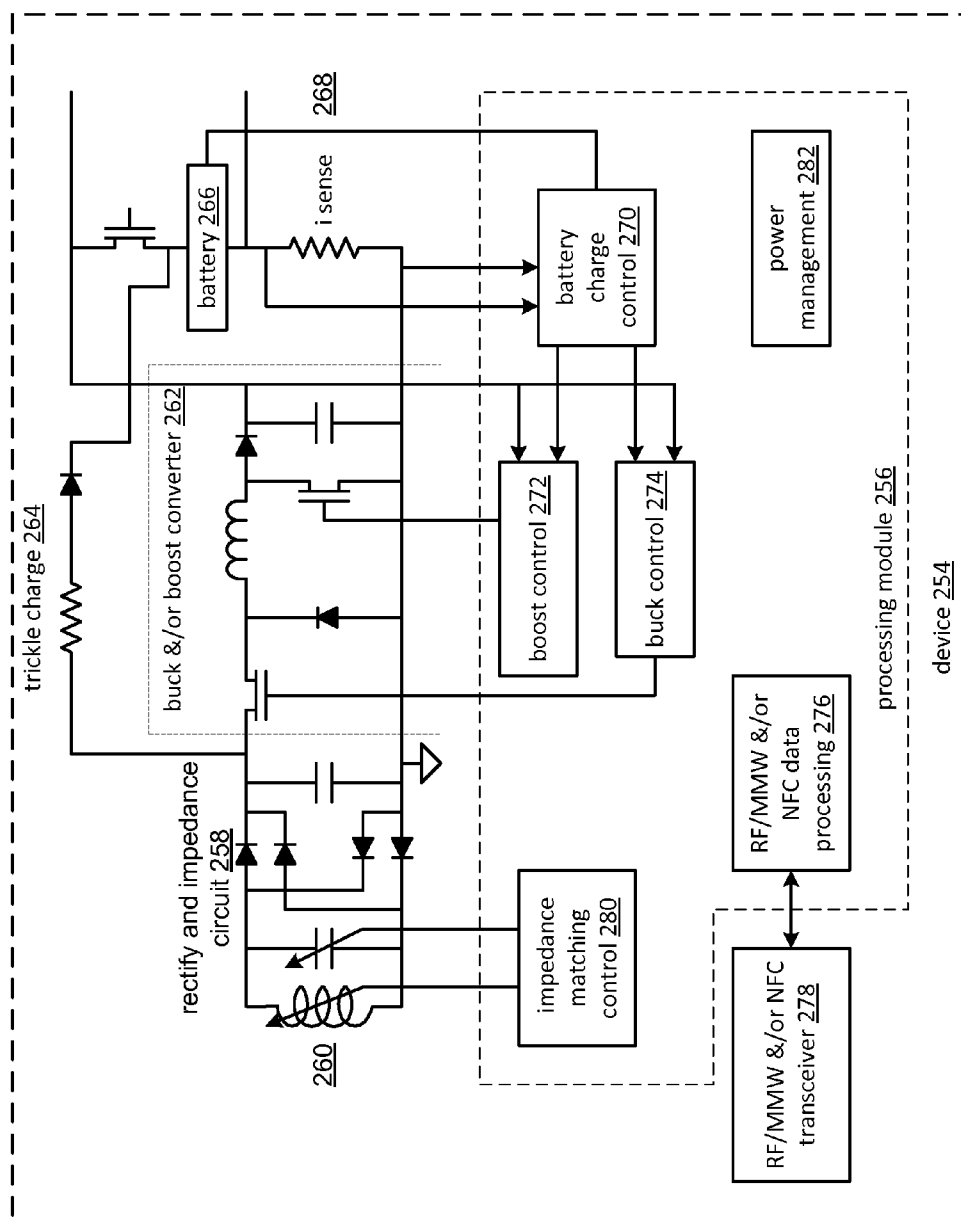 trickle charge 264
268
battery 266
i sense
buck &/or boost converter 262
rectify and impedance
circuit 258
260
battery
charge
control 270
boost control 272
buck control 274
impedance
matching
control 280
power
management 282
RF/MMW &/or
NFC data
processing 276
RF/MMW &/or NFC
transceiver 278
processing module 256
device 254